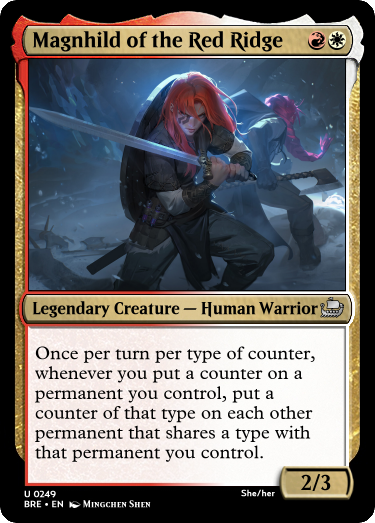 Magnhild of the Red Ridge
Legendary Creature — Human Warrior
Once per turn per type of counter,
whenever you put a counter on a
permanent you control, put a
counter of that type on each other
permanent that shares a type with
that permanent you control.
2/3
U 0249
She/her
BRE • EN Mingchen Shen